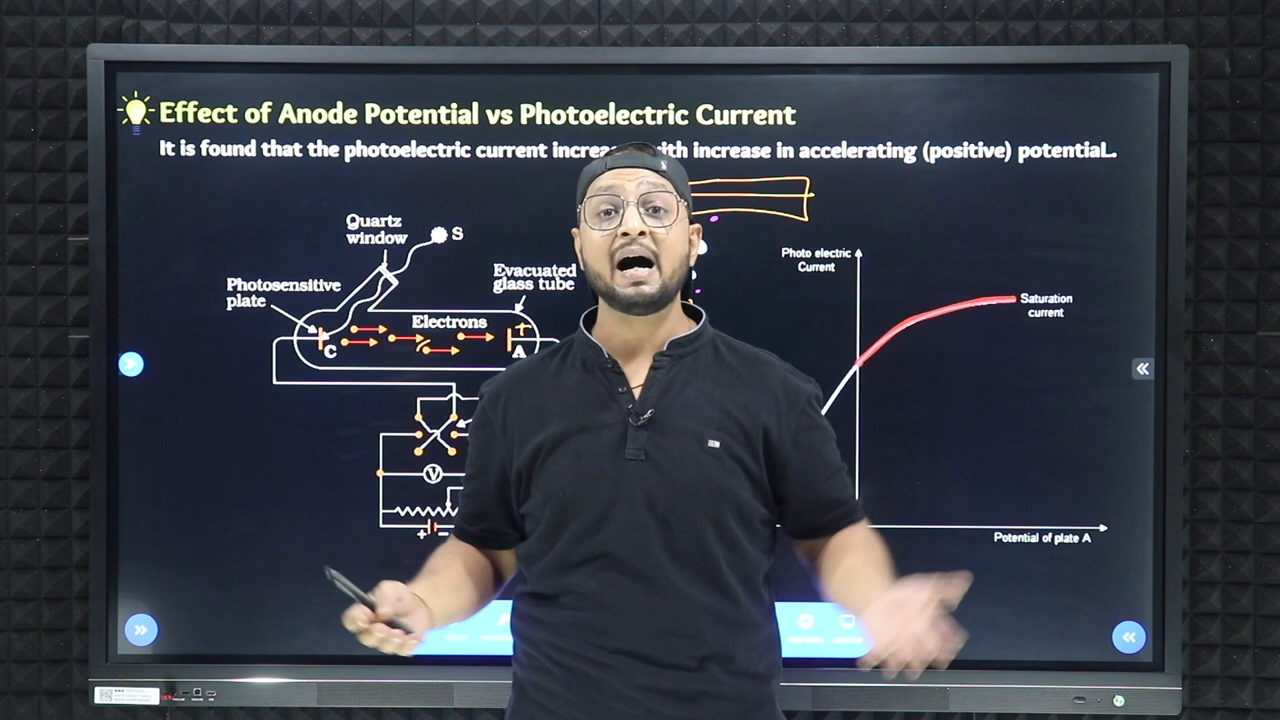 Effect of Anode Potential vs Photoelectric Current
It is found that the photoelectric current increa ith increase in accelerating (positive) potentiaL.
Quartz
window
S
Photosensitive
plate
Evacuated
glass tube
Electrons
C
A
V
+ −
Photo electric
Current
Saturation
current
Potential of plate A